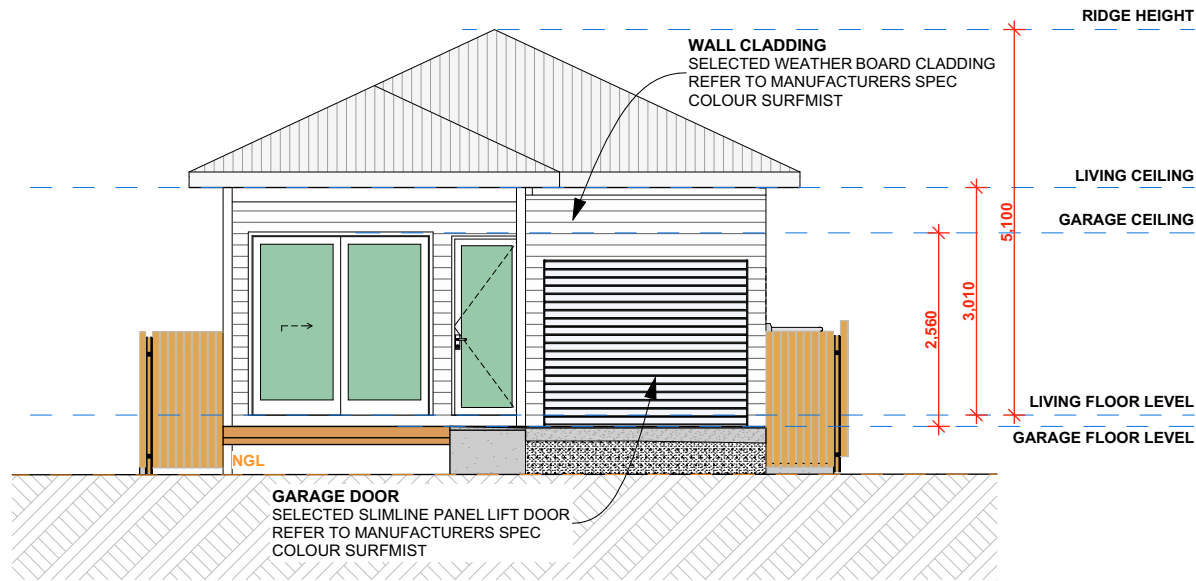 RIDGE HEIGHT
WALL CLADDING
SELECTED WEATHER BOARD CLADDING
REFER TO MANUFACTURERS SPEC
COLOUR SURFMIST
LIVING CEILING
GARAGE CEILING
5,100
3,010
2,560
LIVING FLOOR LEVEL
GARAGE FLOOR LEVEL
NGL
GARAGE DOOR
SELECTED SLIMLINE PANEL LIFT DOOR
REFER TO MANUFACTURERS SPEC
COLOUR SURFMIST